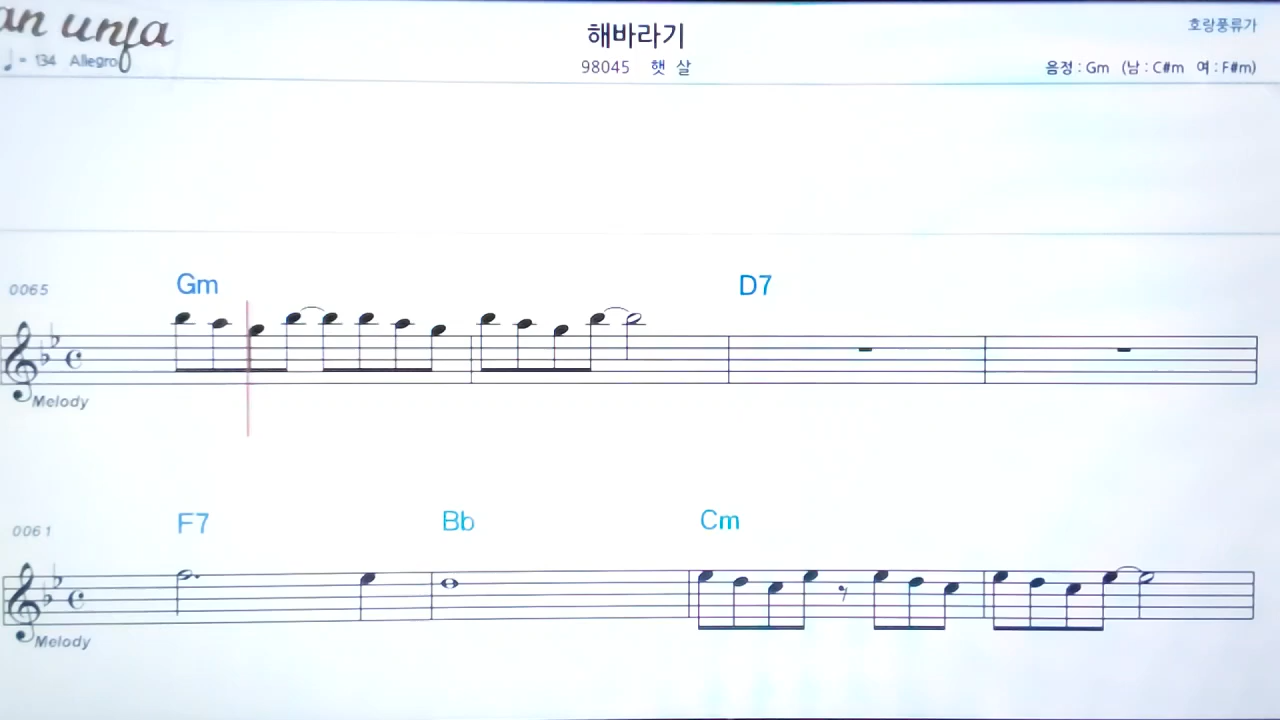 an unfa
해바라기
호랑풍류가
♩ = 134 Allegro
98045 햇 살
음정 : Gm (남 : C#m 여 : F#m)
0065
Gm
D7
Melody
0061
F7
Bb
Cm
Melody